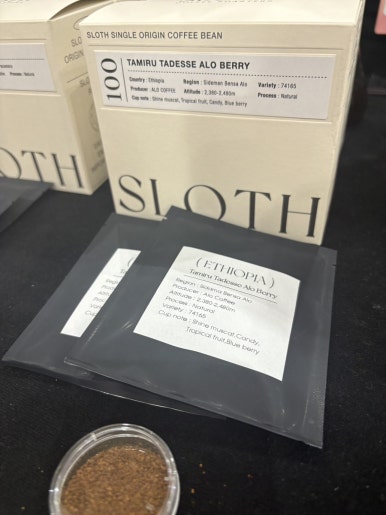 SLOTH SINGLE ORIGIN COFFEE BEAN
100
TAMIRU TADESSE ALO BERRY
Country : Ethiopia Region : Sidaman Bensa Alo Variety : 74165
Producer : ALO COFFEE Altitude : 2,380-2,480m Process : Natural
Cup note : Shine muscat, Tropical fruit, Candy, Blue berry
SLOTH
OTH
ORIGIN
(ETHIOPIA)
Tamiru Tadesse Alo Berry
Region : Sidama Bensa Alo
Producer : Alo Coffee
Altitude : 2,380-2,480m
Process : Natural
Variety : 74165
Cup note : Shine muscat,Candy,
Tropical fruit,Blue berry